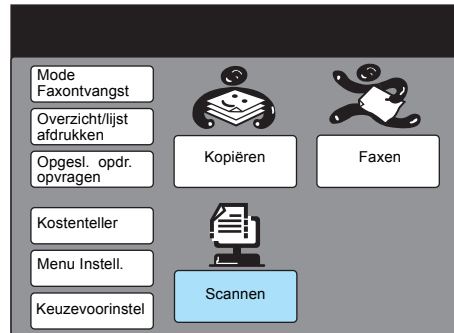 Mode
Faxontvangst
Overzicht/lijst
afdrukken
Opgesl. opdr.
opvragen
Kopiëren
Faxen
Kostenteller
Menu Instell.
Keuzevoorinstel
Scannen